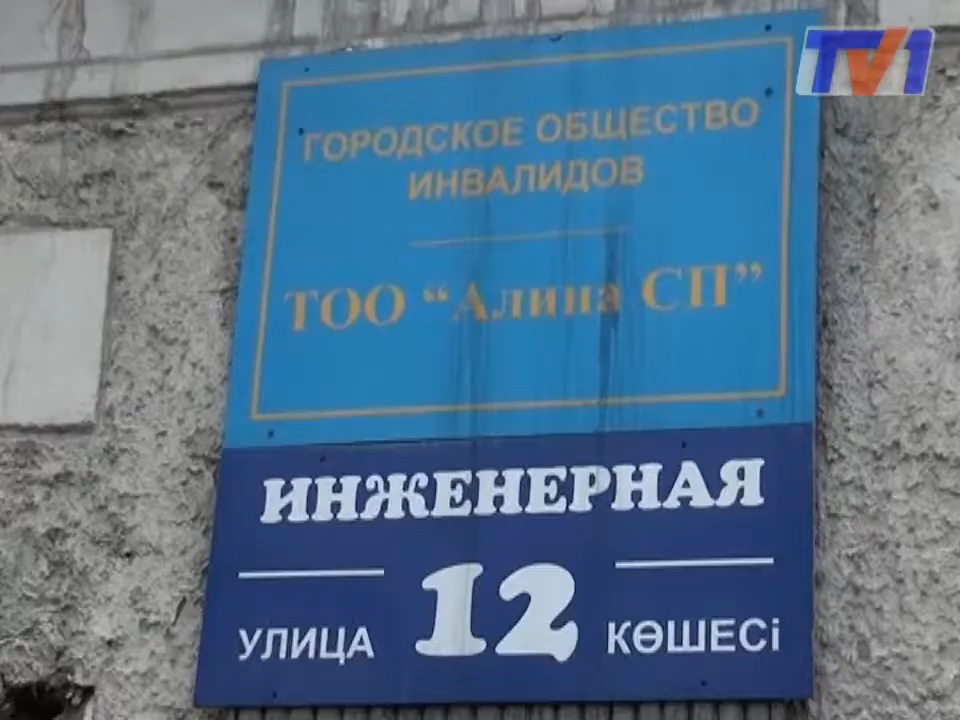 TV1
ГОРОДСКОЕ ОБЩЕСТВО
ИНВАЛИДОВ
ТОО “Алина СП”
ИНЖЕНЕРНАЯ
УЛИЦА 12 КӨШЕСі